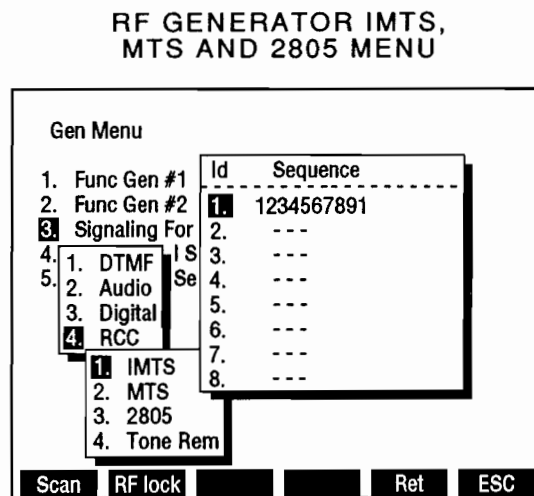 RF GENERATOR IMTS,
MTS AND 2805 MENU
Gen Menu
1. Func Gen #1
2. Func Gen #2
3. Signaling For
4. l S
5. Se
1. DTMF
2. Audio
3. Digital
4. RCC
1. IMTS
2. MTS
3. 2805
4. Tone Rem
Id Sequence
1. 1234567891
2. - - -
3. - - -
4. - - -
5. - - -
6. - - -
7. - - -
8. - - -
Scan RF lock Ret ESC